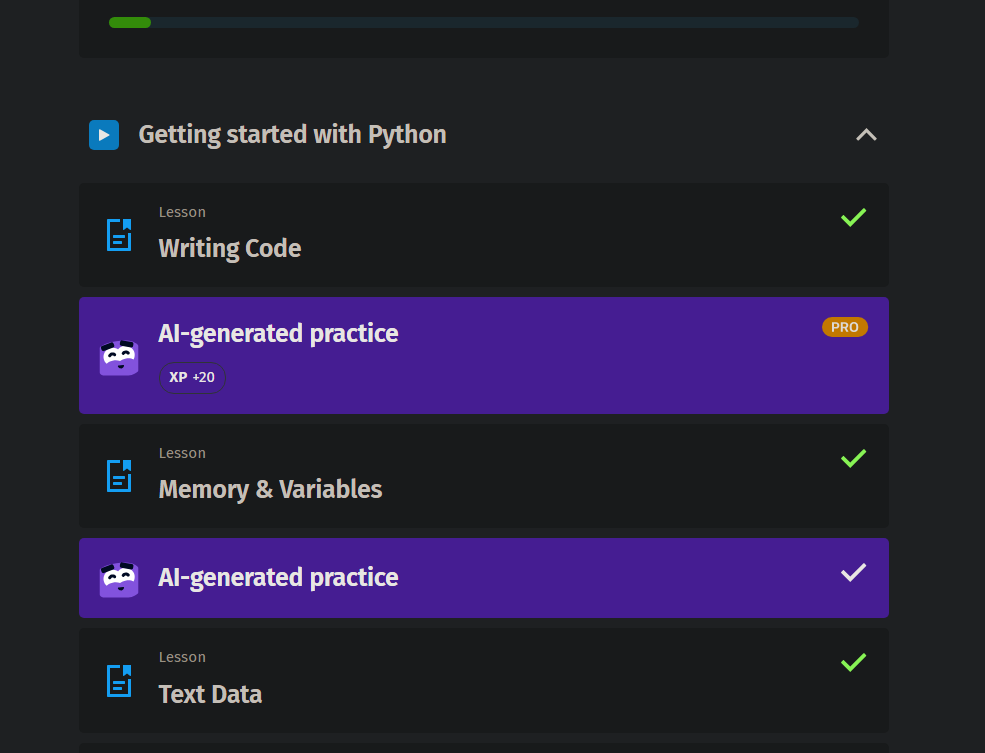 Getting started with Python
Lesson
Writing Code
AI-generated practice
PRO
XP +20
Lesson
Memory & Variables
AI-generated practice
Lesson
Text Data